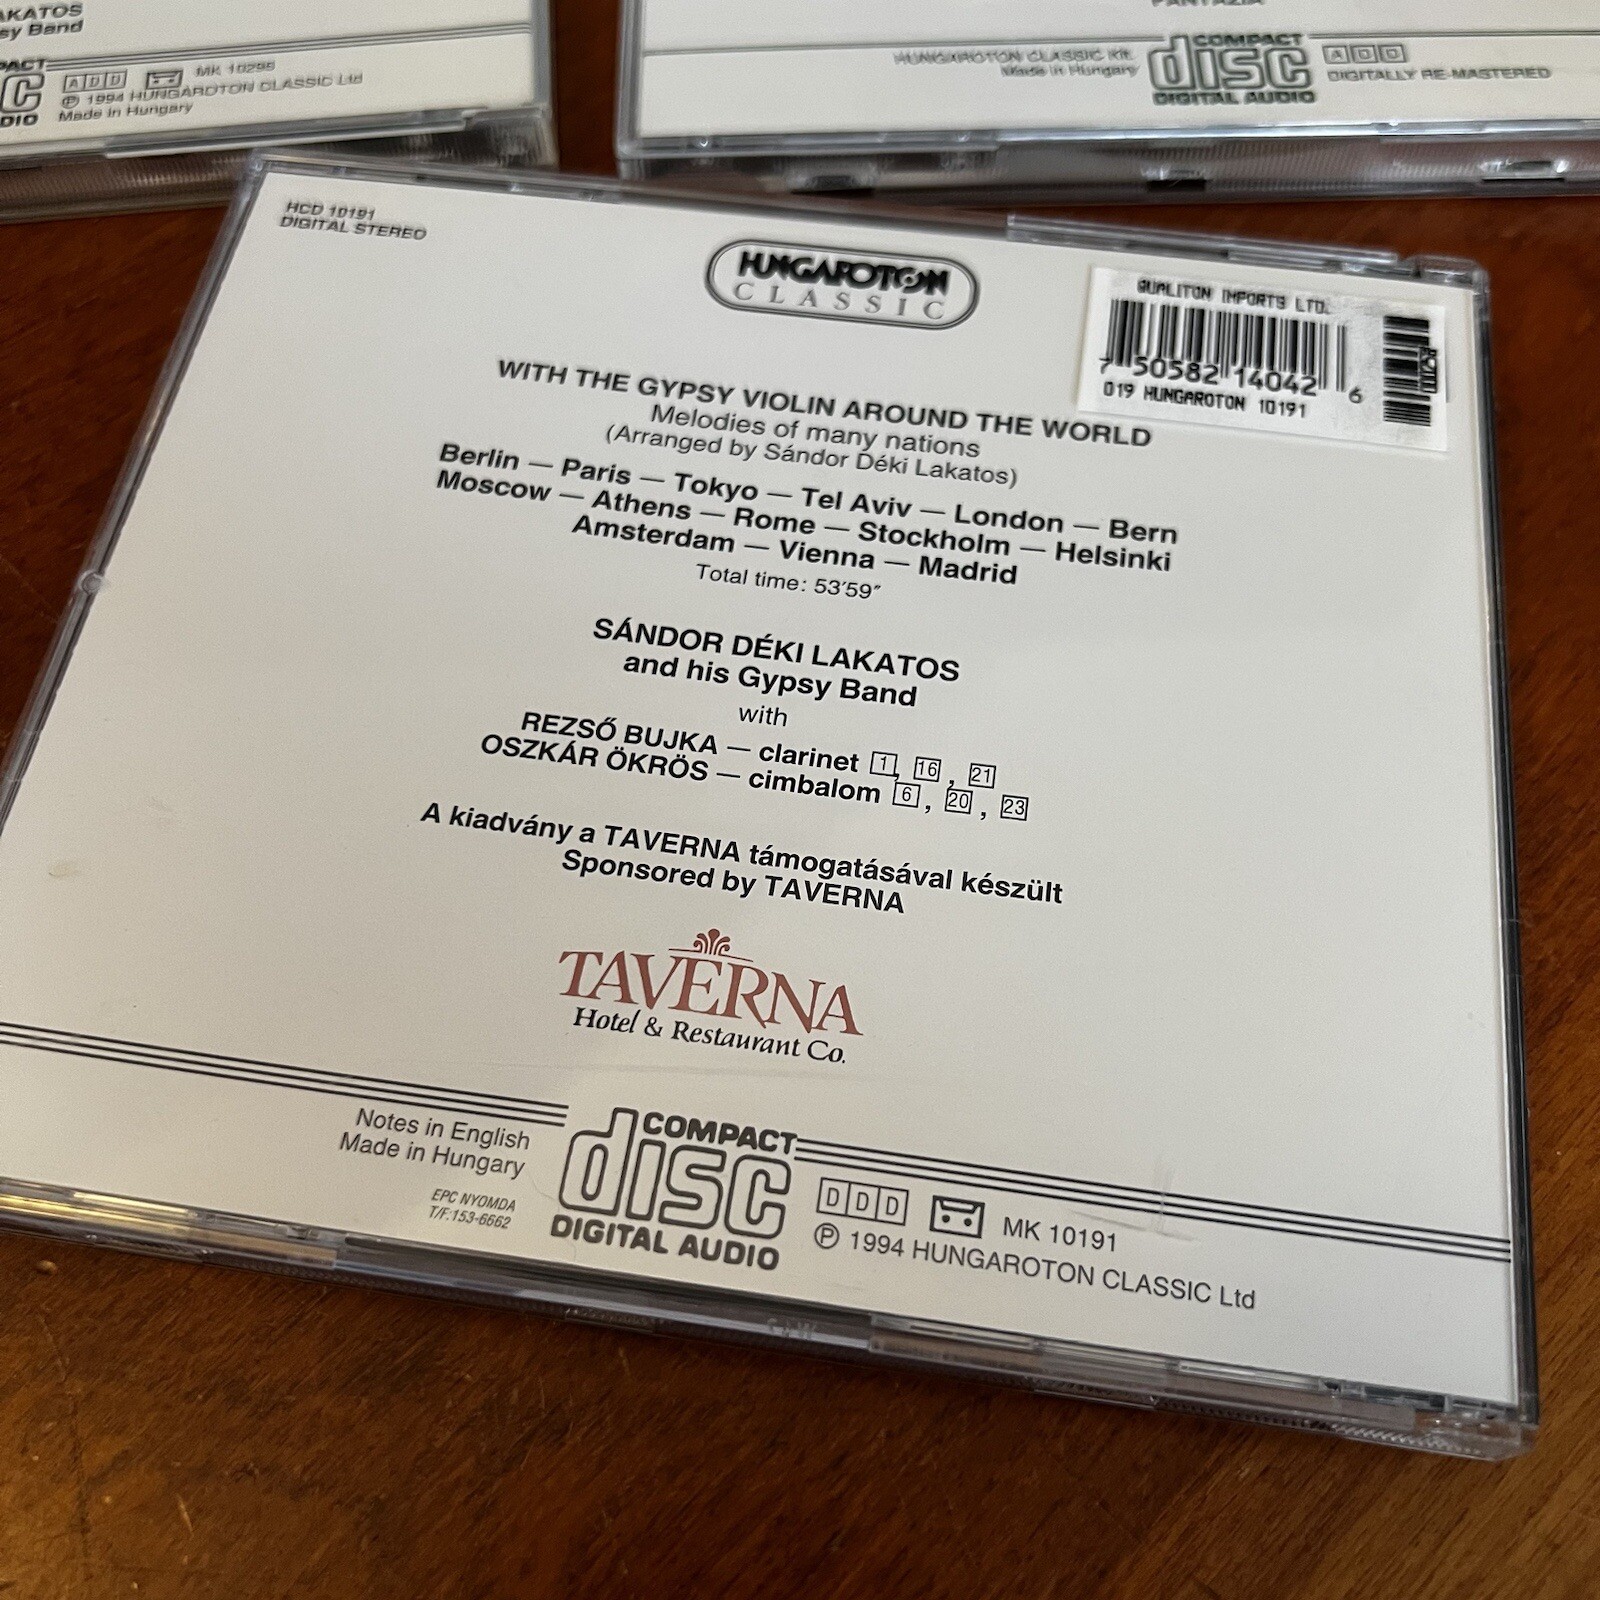 AKATOS
sy Band
A D D
MK 10296
℗ 1994 HUNGAROTON CLASSIC Ltd
Made in Hungary
FANTÁZIA
HUNGAROTON CLASSIC Kft.
Made in Hungary
COMPACT
disc
DIGITAL AUDIO
A D D
DIGITALLY RE-MASTERED
HCD 10191
DIGITAL STEREO
HUNGAROTON
CLASSIC
QUALITON IMPORTS LTD.
7 50582 14042 6
019 HUNGAROTON 10191
WITH THE GYPSY VIOLIN AROUND THE WORLD
Melodies of many nations
(Arranged by Sándor Déki Lakatos)
Berlin — Paris — Tokyo — Tel Aviv — London — Bern
Moscow — Athens — Rome — Stockholm — Helsinki
Amsterdam — Vienna — Madrid
Total time: 53′59″
SÁNDOR DÉKI LAKATOS
and his Gypsy Band
with
REZSŐ BUJKA — clarinet 1, 16, 21
OSZKÁR ÖKRÖS — cimbalom 6, 20, 23
A kiadvány a TAVERNA támogatásával készült
Sponsored by TAVERNA
TAVERNA
Hotel & Restaurant Co.
Notes in English
Made in Hungary
EPC NYOMDA
T/F:153-6662
COMPACT
disc
DIGITAL AUDIO
D D D
MK 10191
℗ 1994 HUNGAROTON CLASSIC Ltd